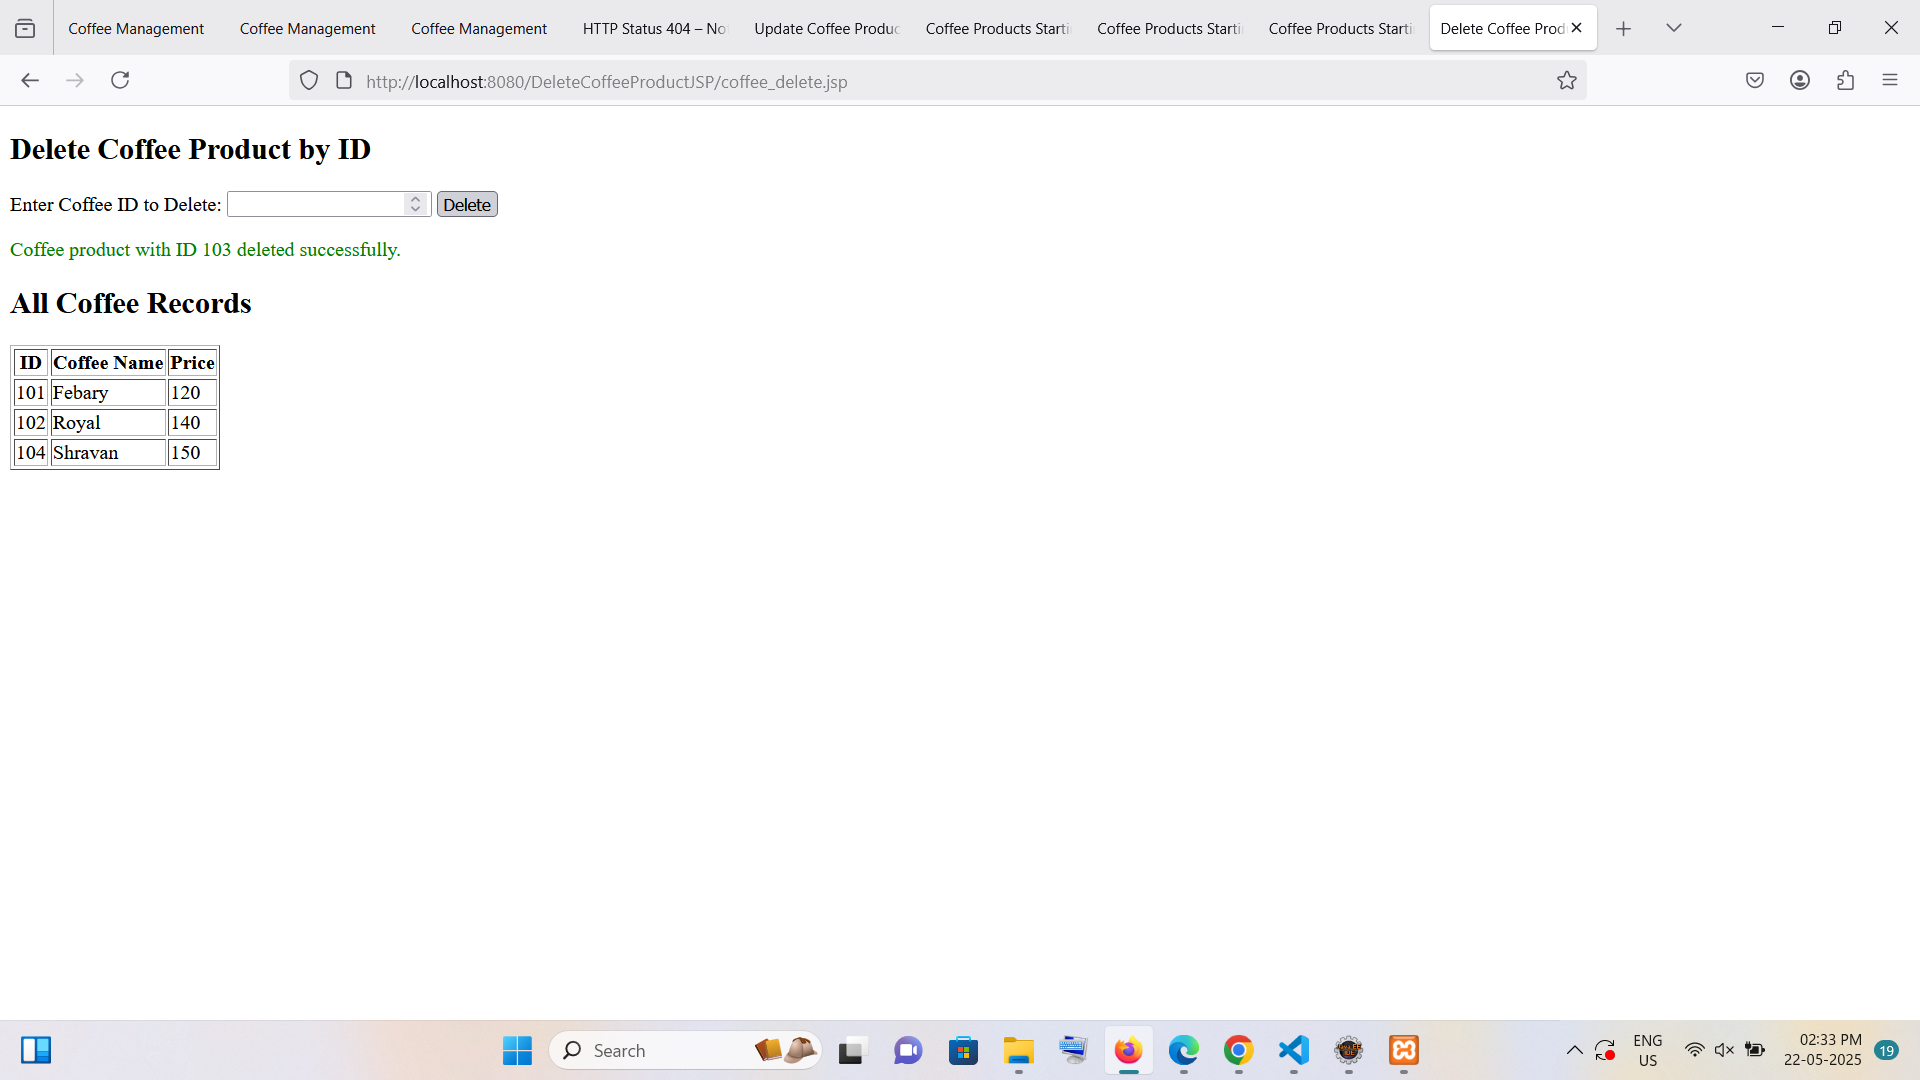 Coffee Management
Coffee Management
Coffee Management
HTTP Status 404 – No
Update Coffee Produc
Coffee Products Starti
Coffee Products Starti
Coffee Products Starti
Delete Coffee Prod
http://localhost:8080/DeleteCoffeeProductJSP/coffee_delete.jsp
Delete Coffee Product by ID
Enter Coffee ID to Delete: Delete
Coffee product with ID 103 deleted successfully.
All Coffee Records
ID Coffee Name Price
101 Febary 120
102 Royal 140
104 Shravan 150
Search
ENG
US
02:33 PM
22-05-2025
19